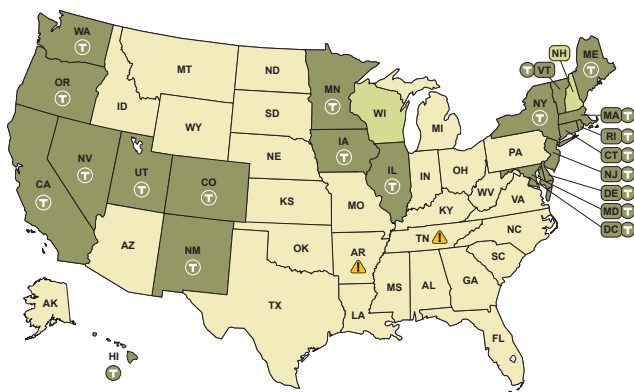 WA
T
NH
ME
T
MT
ND
T VT
OR
T
MN
T
ID
SD
WI
NY
T
MA T
WY
MI
RI T
IA
T
PA
CT T
NE
NV
T
IL
T
IN
OH
NJ T
UT
T
CO
T
DE T
CA
T
WV
VA
MD T
KS
MO
KY
DC T
NC
TN !
AZ
NM
T
OK
AR
!
SC
MS
AL
GA
AK
TX
LA
FL
HI
T